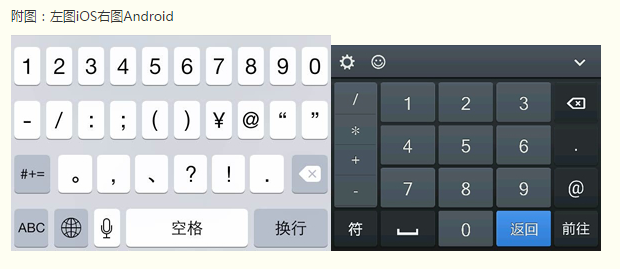 附图：左图iOS右图Android
1 2 3 4 5 6 7 8 9 0
- / : ; ( ) ¥ @ “ ”
#+= 。 , 、 ? ! .
ABC 空格 换行
/ 1 2 3
* 4 5 6 .
+
- 7 8 9 @
符 0 返回 前往